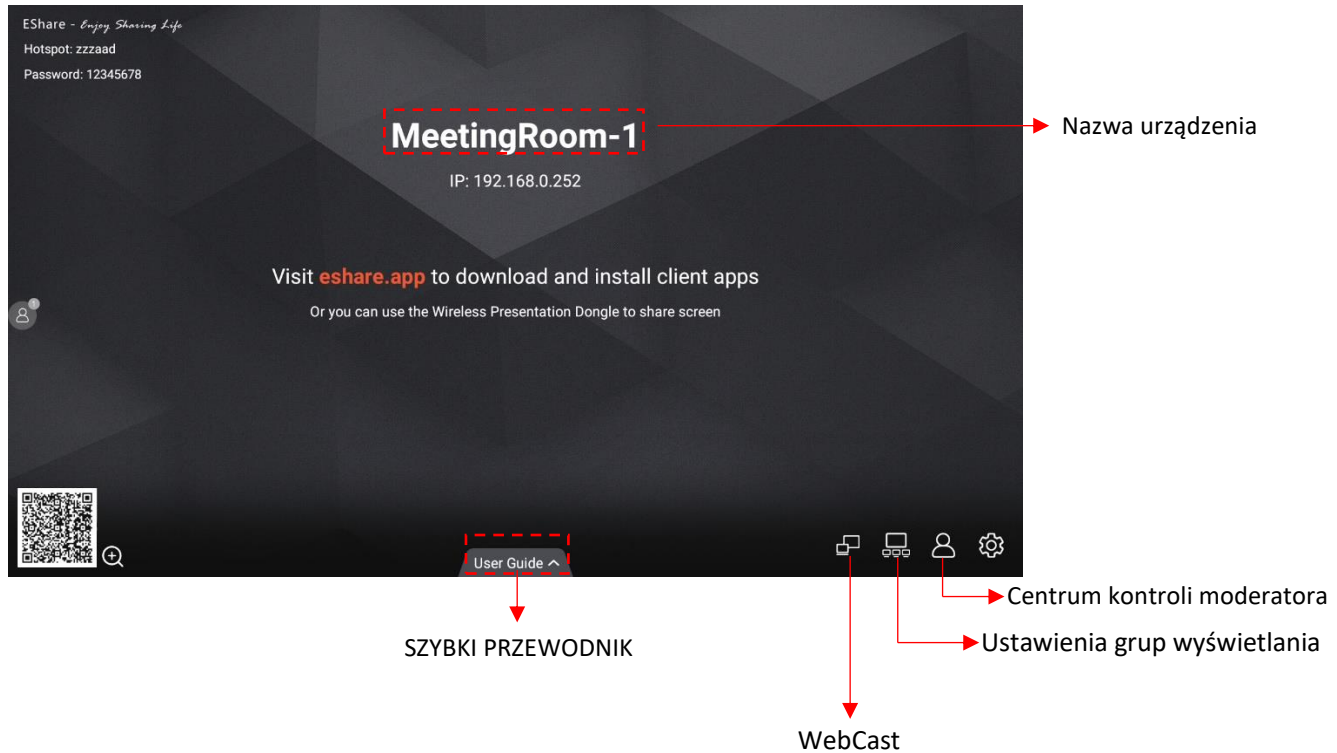 EShare - Enjoy Sharing Life
Hotspot: zzzaad
Password: 12345678
MeetingRoom-1
Nazwa urządzenia
IP: 192.168.0.252
Visit eshare.app to download and install client apps
Or you can use the Wireless Presentation Dongle to share screen
1
User Guide
Centrum kontroli moderatora
SZYBKI PRZEWODNIK
Ustawienia grup wyświetlania
WebCast